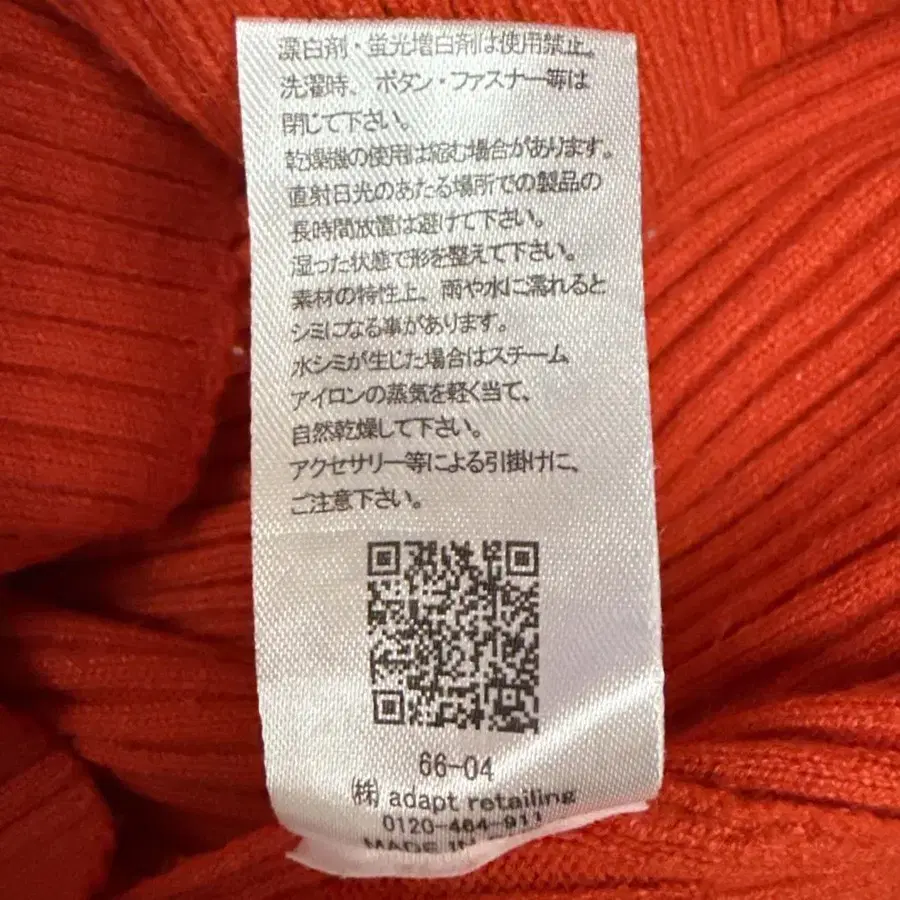 漂白剤・蛍光増白剤は使用禁止。
洗濯時、ボタン・ファスナー等は
閉じて下さい。
乾燥機の使用は縮む場合があります。
直射日光のあたる場所での製品の
長時間放置は避けて下さい。
湿った状態で形を整えて下さい。
素材の特性上、雨や水に濡れると
シミになる事があります。
水シミが生じた場合はスチーム
アイロンの蒸気を軽く当て、
自然乾燥して下さい。
アクセサリー等による引掛けに、
ご注意下さい。
66-04
(株) adapt retailing
0120-464-911
MADE IN